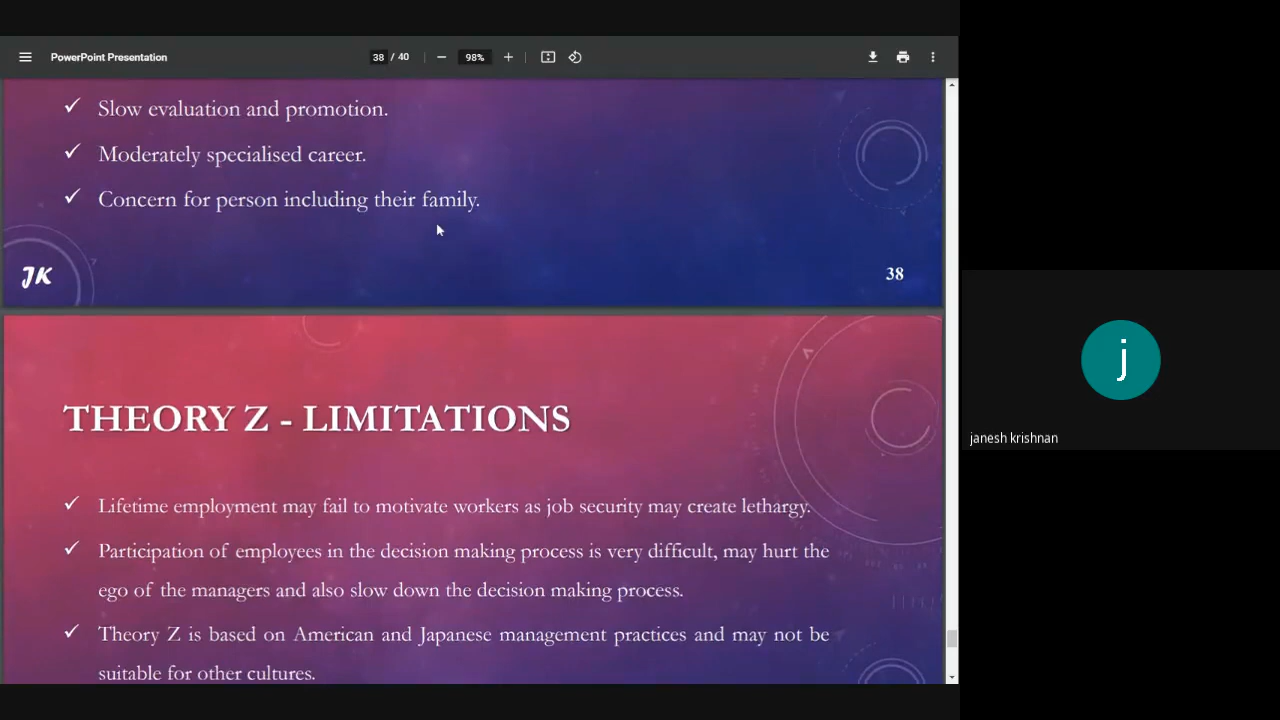 PowerPoint Presentation
38 / 40
98%
✓ Slow evaluation and promotion.
✓ Moderately specialised career.
✓ Concern for person including their family.
JK
38
THEORY Z - LIMITATIONS
✓ Lifetime employment may fail to motivate workers as job security may create lethargy.
✓ Participation of employees in the decision making process is very difficult, may hurt the
ego of the managers and also slow down the decision making process.
✓ Theory Z is based on American and Japanese management practices and may not be
suitable for other cultures.
j
janesh krishnan